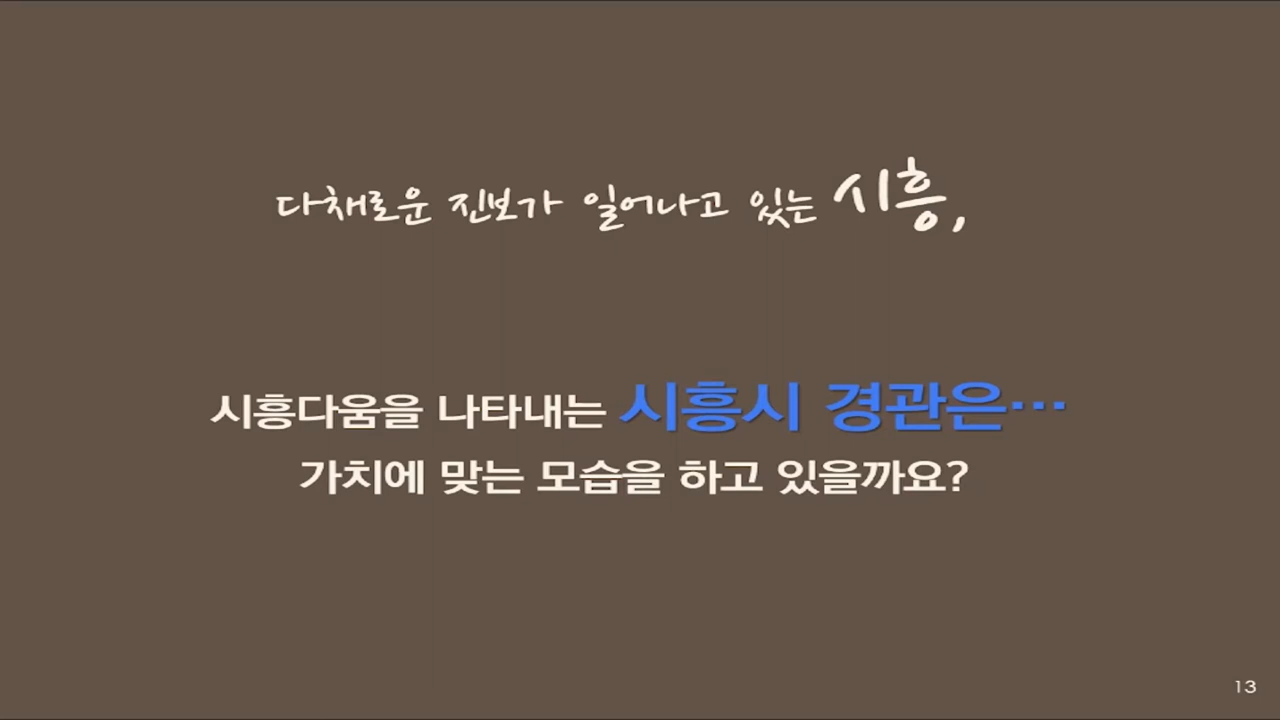 다채로운 진보가 일어나고 있는 시흥,
시흥다움을 나타내는 시흥시 경관은…
가치에 맞는 모습을 하고 있을까요?
13